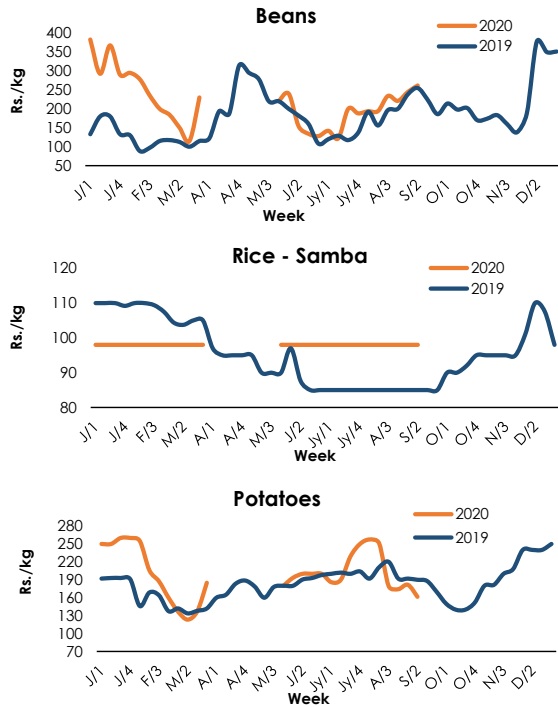 Beans
400
350
300
250
200
150
100
50
Rs./kg
2020
2019
J/1
J/4
F/3
M/2
A/1
A/4
M/3
J/2
Jy/1
Jy/4
A/3
S/2
O/1
O/4
N/3
D/2
Week
Rice - Samba
120
110
100
90
80
Rs./kg
2020
2019
J/1
J/4
F/3
M/2
A/1
A/4
M/3
J/2
Jy/1
Jy/4
A/3
S/2
O/1
O/4
N/3
D/2
Week
Potatoes
280
250
220
190
160
130
100
70
Rs./kg
2020
2019
J/1
J/4
F/3
M/2
A/1
A/4
M/3
J/2
Jy/1
Jy/4
A/3
S/2
O/1
O/4
N/3
D/2
Week